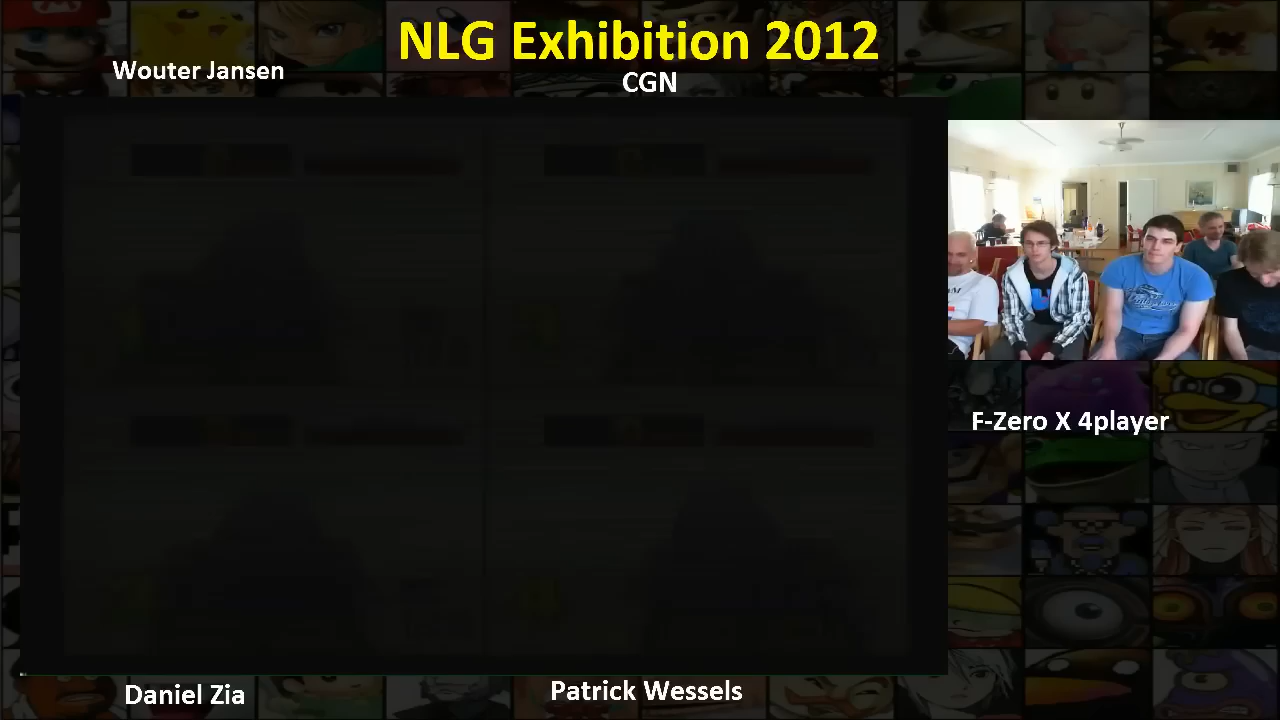 NLG Exhibition 2012
Wouter Jansen
CGN
F-Zero X 4player
Daniel Zia
Patrick Wessels